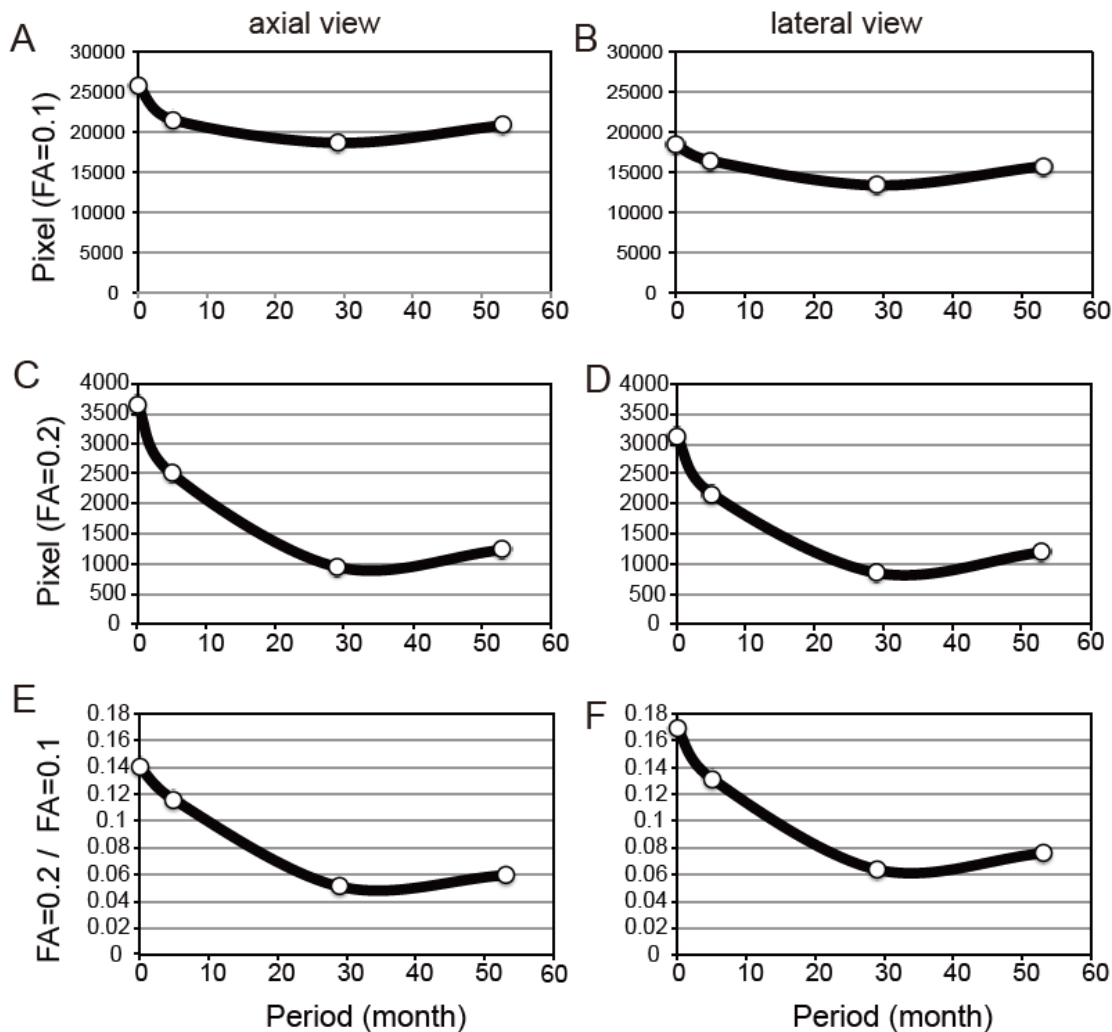 axial view
lateral view
A
Pixel (FA=0.1)
30000
25000
20000
15000
10000
5000
0
0 10 20 30 40 50 60
B
30000
25000
20000
15000
10000
5000
0
0 10 20 30 40 50 60
C
Pixel (FA=0.2)
4000
3500
3000
2500
2000
1500
1000
500
0
0 10 20 30 40 50 60
D
4000
3500
3000
2500
2000
1500
1000
500
0
0 10 20 30 40 50 60
E
FA=0.2 / FA=0.1
0.18
0.16
0.14
0.12
0.1
0.08
0.06
0.04
0.02
0
0 10 20 30 40 50 60
Period (month)
F
0.18
0.16
0.14
0.12
0.1
0.08
0.06
0.04
0.02
0
0 10 20 30 40 50 60
Period (month)